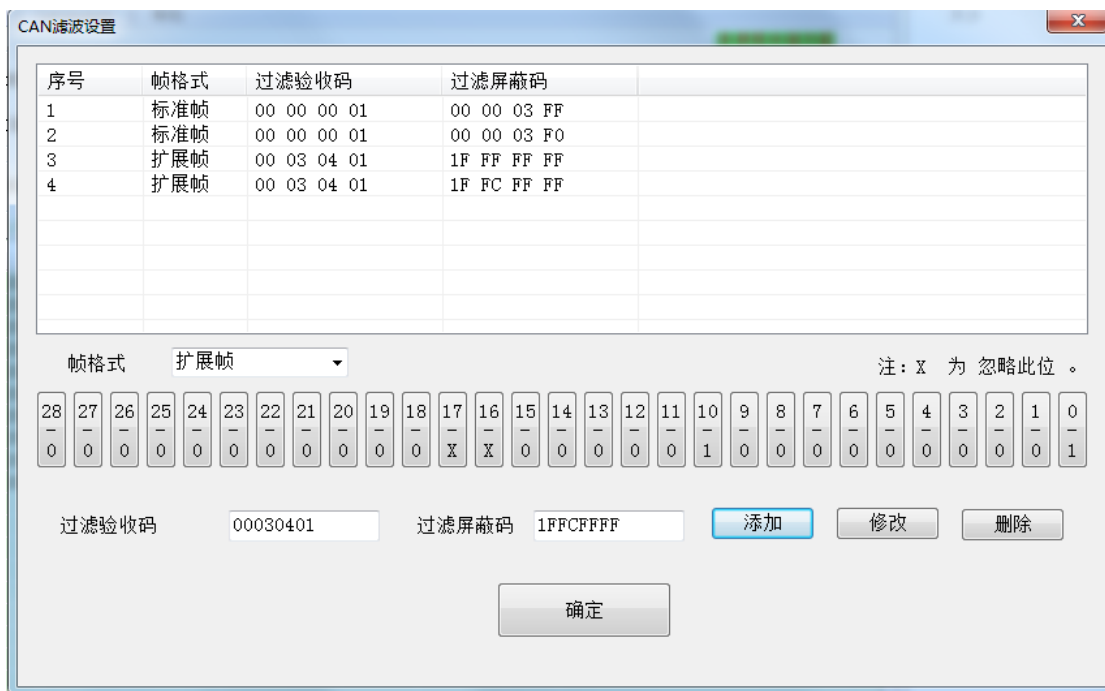 CAN滤波设置
序号 帧格式 过滤验收码 过滤屏蔽码
1 标准帧 00 00 00 01 00 00 03 FF
2 标准帧 00 00 00 01 00 00 03 F0
3 扩展帧 00 03 04 01 1F FF FF FF
4 扩展帧 00 03 04 01 1F FC FF FF
帧格式 扩展帧 注:X 为 忽略此位 。
28 27 26 25 24 23 22 21 20 19 18 17 16 15 14 13 12 11 10 9 8 7 6 5 4 3 2 1 0
– – – – – – – – – – – – – – – – – – – – – – – – – – – – –
0 0 0 0 0 0 0 0 0 0 0 X X 0 0 0 0 0 1 0 0 0 0 0 0 0 0 0 1
过滤验收码 00030401 过滤屏蔽码 1FFCFFFF 添加 修改 删除
确定